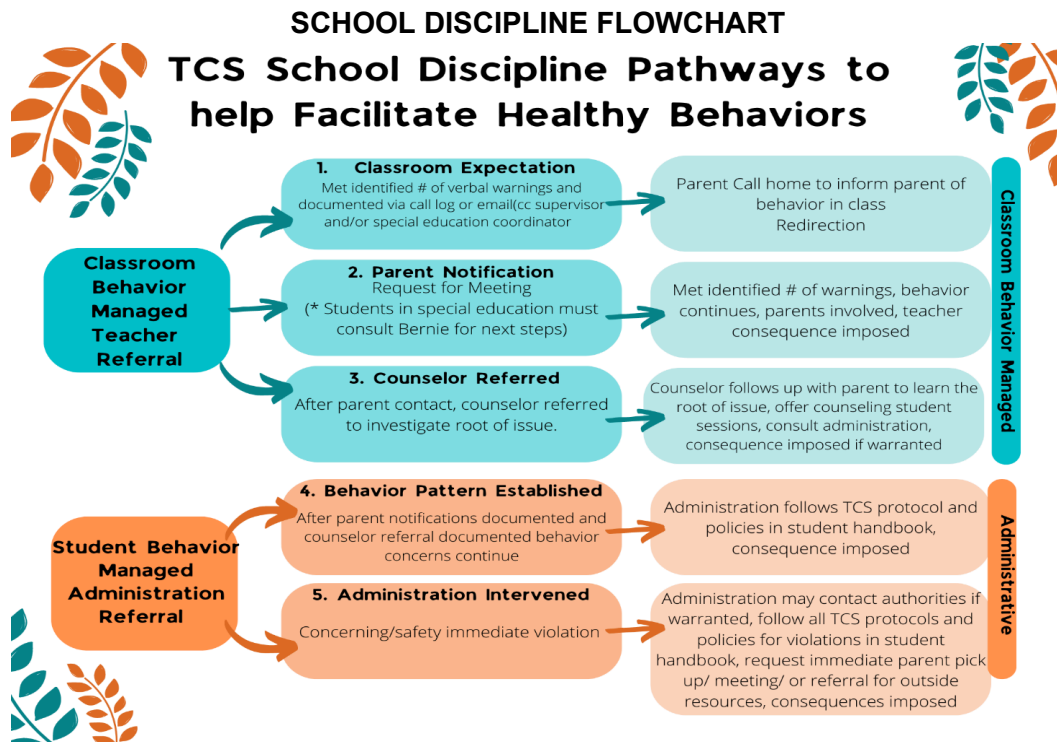 SCHOOL DISCIPLINE FLOWCHART
TCS School Discipline Pathways to
help Facilitate Healthy Behaviors
Classroom
Behavior
Managed
Teacher
Referral
1. Classroom Expectation
Met identified # of verbal warnings and
documented via call log or email(cc supervisor
and/or special education coordinator
Parent Call home to inform parent of
behavior in class
Redirection
2. Parent Notification
Request for Meeting
(* Students in special education must
consult Bernie for next steps)
Met identified # of warnings, behavior
continues, parents involved, teacher
consequence imposed
3. Counselor Referred
After parent contact, counselor referred
to investigate root of issue.
Counselor follows up with parent to learn the
root of issue, offer counseling student
sessions, consult administration,
consequence imposed if warranted
Classroom Behavior Managed
Student Behavior
Managed
Administration
Referral
4. Behavior Pattern Established
After parent notifications documented and
counselor referral documented behavior
concerns continue
Administration follows TCS protocol and
policies in student handbook,
consequence imposed
5. Administration Intervened
Concerning/safety immediate violation
Administration may contact authorities if
warranted, follow all TCS protocols and
policies for violations in student
handbook, request immediate parent pick
up/ meeting/ or referral for outside
resources, consequences imposed
Administrative